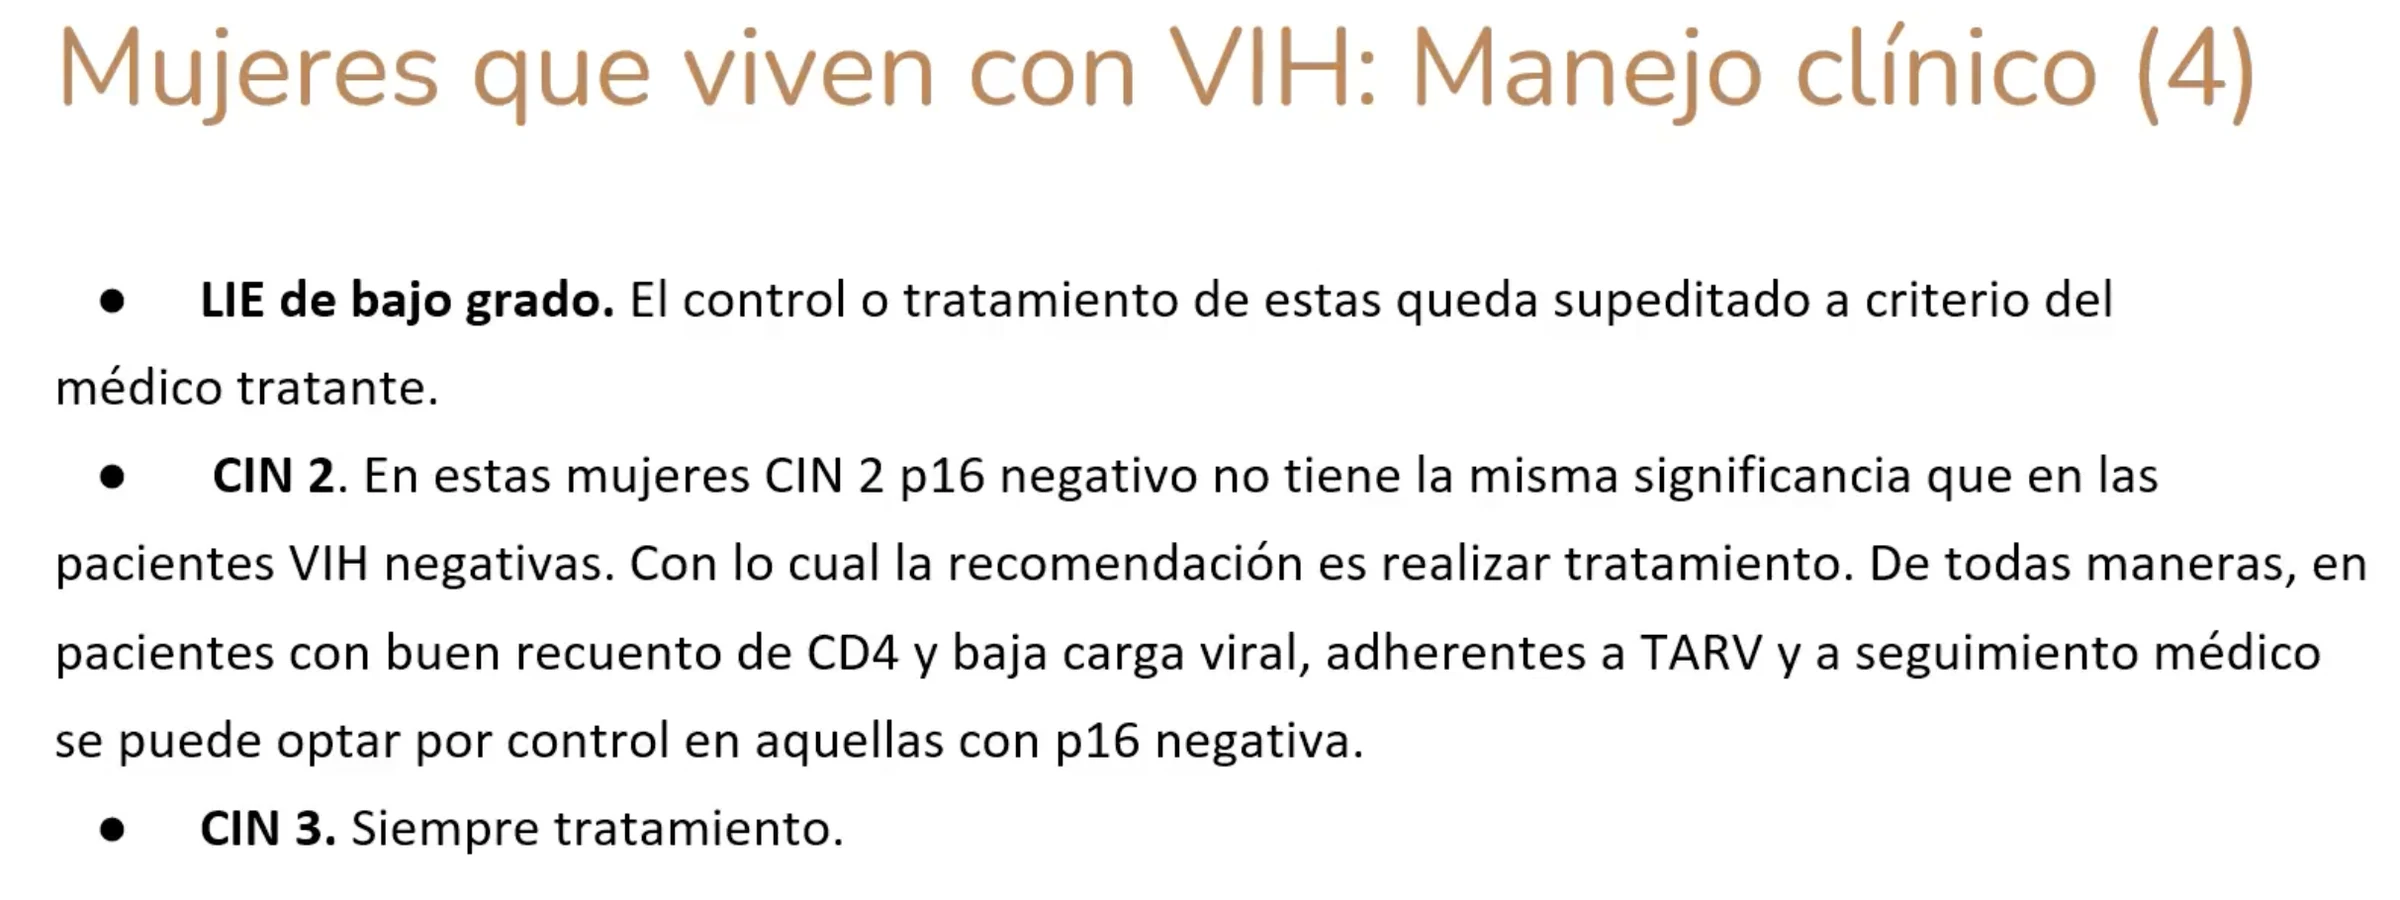 Mujeres que viven con VIH: Manejo clínico (4)
● LIE de bajo grado. El control o tratamiento de estas queda supeditado a criterio del
médico tratante.
● CIN 2. En estas mujeres CIN 2 p16 negativo no tiene la misma significancia que en las
pacientes VIH negativas. Con lo cual la recomendación es realizar tratamiento. De todas maneras, en
pacientes con buen recuento de CD4 y baja carga viral, adherentes a TARV y a seguimiento médico
se puede optar por control en aquellas con p16 negativa.
● CIN 3. Siempre tratamiento.